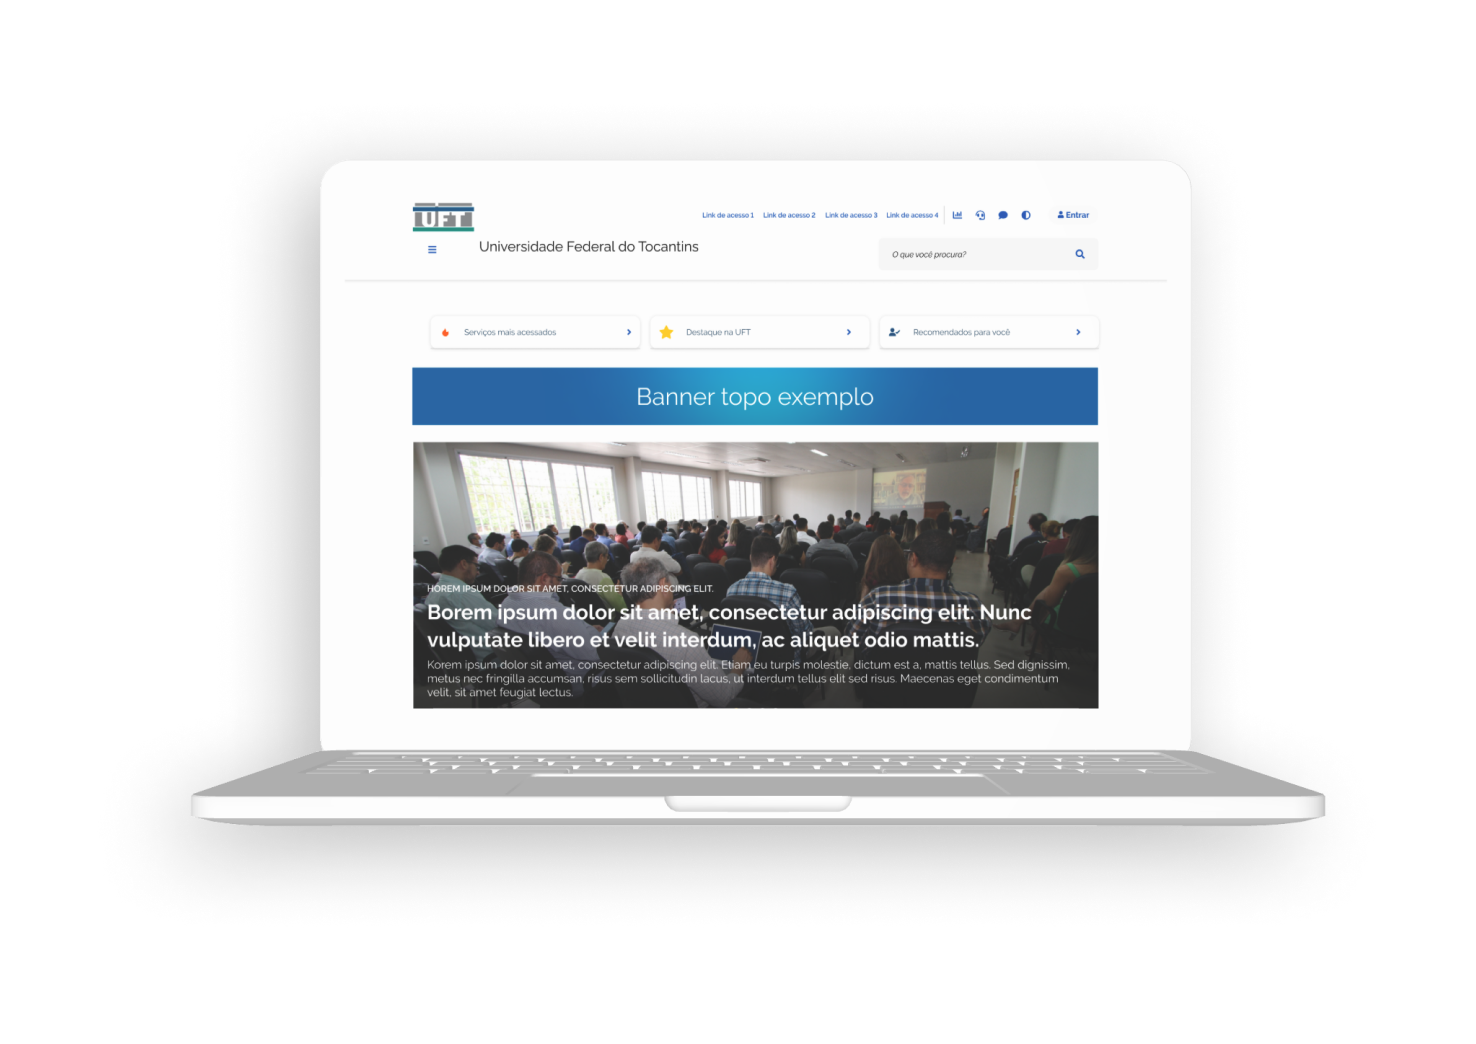 UFT
Link de acesso 1 Link de acesso 2 Link de acesso 3 Link de acesso 4 Entrar
Universidade Federal do Tocantins
O que você procura?
Serviços mais acessados
Destaque na UFT
Recomendados para você
Banner topo exemplo
HOREM IPSUM DOLOR SIT AMET, CONSECTETUR ADIPISCING ELIT.
Borem ipsum dolor sit amet, consectetur adipiscing elit. Nunc
vulputate libero et velit interdum, ac aliquet odio mattis.
Korem ipsum dolor sit amet, consectetur adipiscing elit. Etiam eu turpis molestie, dictum est a, mattis tellus. Sed dignissim,
metus nec fringilla accumsan, risus sem sollicitudin lacus, ut interdum tellus elit sed risus. Maecenas eget condimentum
velit, sit amet feugiat lectus.